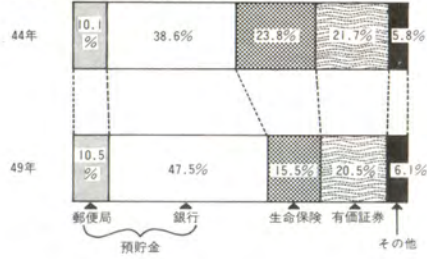 44年 10.1% 38.6% 23.8% 21.7% 5.8%
49年 10.5% 47.5% 15.5% 20.5% 6.1%
郵便局 銀行 生命保険 有価証券
その他
預貯金